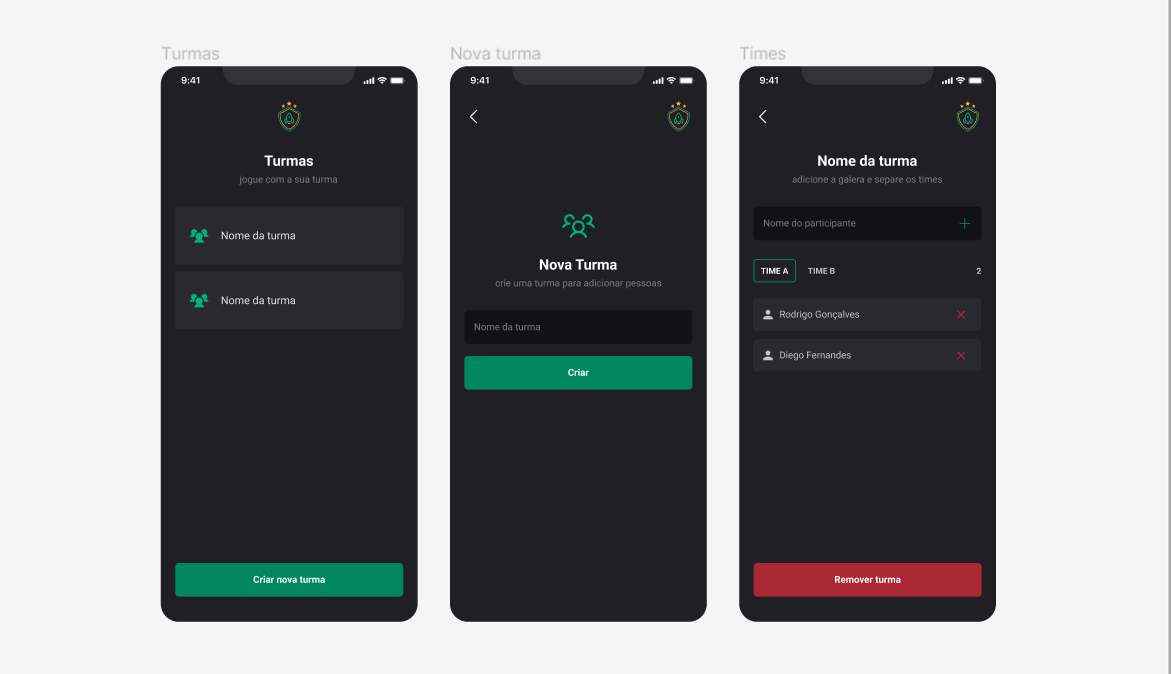 Turmas
9:41
Turmas
jogue com a sua turma
Nome da turma
Nome da turma
Criar nova turma
Nova turma
9:41
Nova Turma
crie uma turma para adicionar pessoas
Nome da turma
Criar
Times
9:41
Nome da turma
adicione a galera e separe os times
Nome do participante
TIME A TIME B 2
Rodrigo Gonçalves
Diego Fernandes
Remover turma